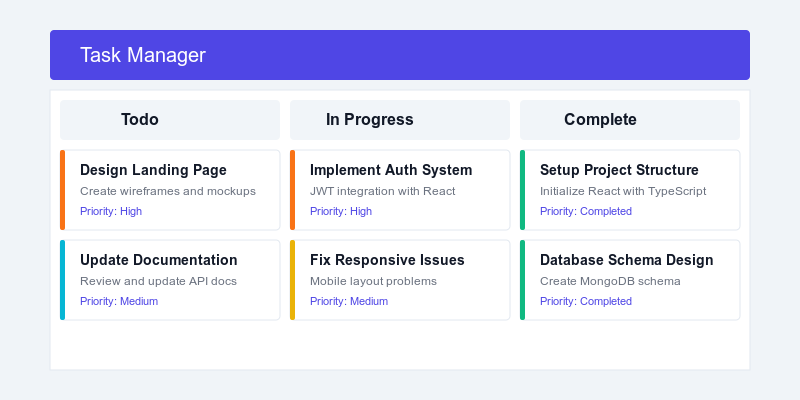 Task Manager
Todo
Design Landing Page
Create wireframes and mockups
Priority: High
Update Documentation
Review and update API docs
Priority: Medium
In Progress
Implement Auth System
JWT integration with React
Priority: High
Fix Responsive Issues
Mobile layout problems
Priority: Medium
Complete
Setup Project Structure
Initialize React with TypeScript
Priority: Completed
Database Schema Design
Create MongoDB schema
Priority: Completed